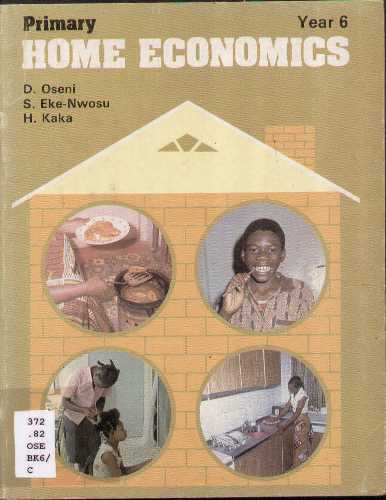 Primary
Year 6
HOME ECONOMICS
D. Oseni
S. Eke-Nwosu
H. Kaka
372
.82
OSE
BK6/
C